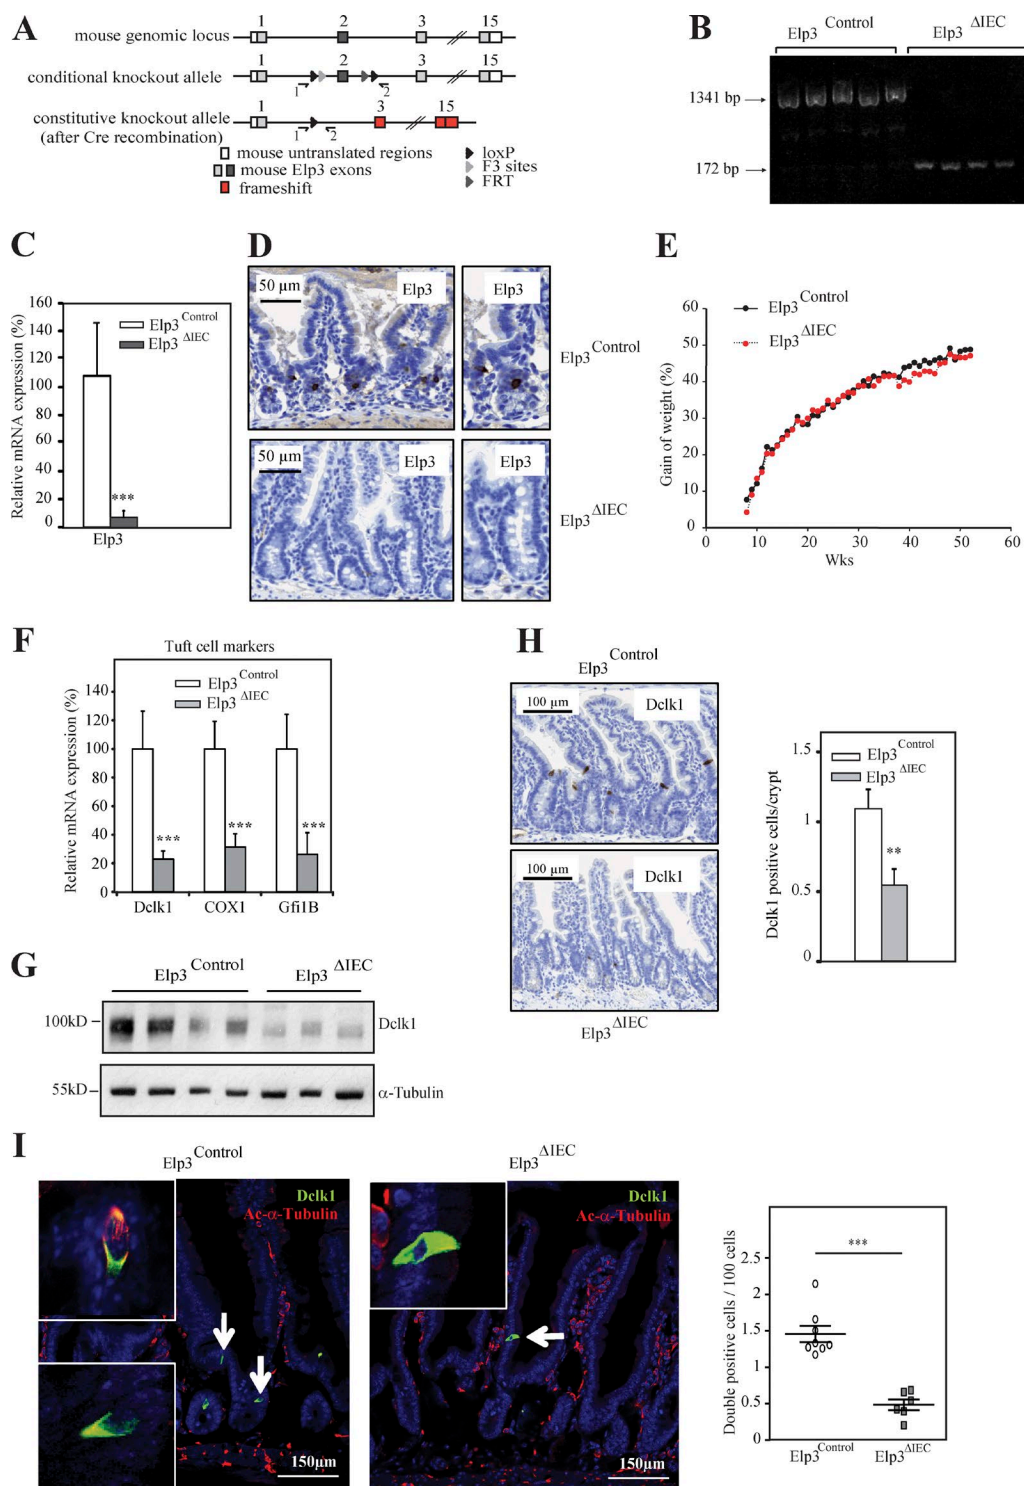 A
1 2 3 15
mouse genomic locus
1 2 3 15
conditional knockout allele
1 2
1 3 15
constitutive knockout allele
(after Cre recombination)
1 2
mouse untranslated regions
mouse Elp3 exons
frameshift
loxP
F3 sites
FRT
B
Elp3 Control Elp3 ΔIEC
1341 bp
172 bp
C
160
140
120
100
80
60
40
20
0
Relative mRNA expression (%)
Elp3 Control
Elp3 ΔIEC
***
Elp3
D
50 µm Elp3 Elp3
Elp3 Control
50 µm Elp3 Elp3
Elp3 ΔIEC
E
Elp3 Control
Elp3 ΔIEC
60
50
40
30
20
10
0
Gain of weight (%)
0 10 20 30 40 50 60
Wks
F
Tuft cell markers
140
120
100
80
60
40
20
0
Relative mRNA expression (%)
Elp3 Control
Elp3 ΔIEC
*** *** ***
Dclk1 COX1 Gfi1B
G
Elp3 Control Elp3 ΔIEC
100kD Dclk1
55kD α-Tubulin
H
Elp3 Control
100 µm Dclk1
100 µm Dclk1
Elp3 ΔIEC
1.5
1
0.5
0
Dclk1 positive cells/crypt
Elp3 Control
Elp3 ΔIEC
**
I
Elp3 Control
Dclk1
Ac-α-Tubulin
150µm
Elp3 ΔIEC
Dclk1
Ac-α-Tubulin
150µm
2.5
2
1.5
1
0.5
0
Double positive cells / 100 cells
***
Elp3 Control Elp3 ΔIEC